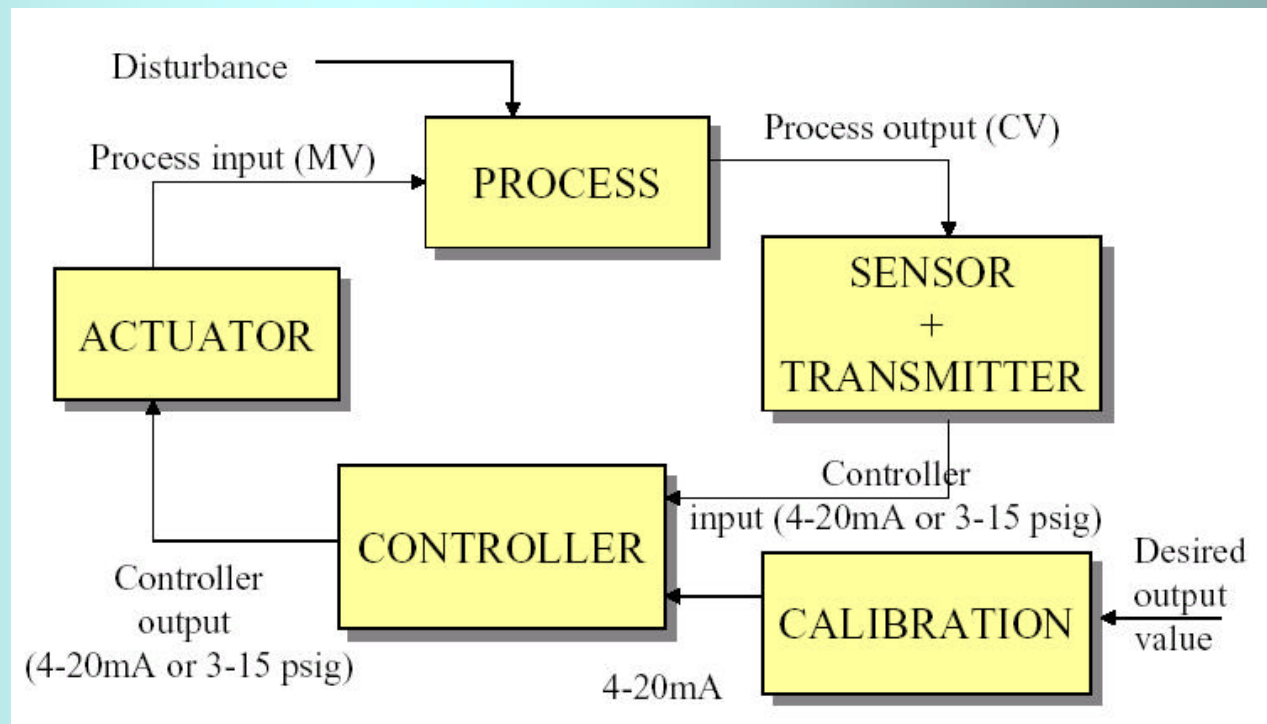 Disturbance
Process input (MV)
PROCESS
Process output (CV)
SENSOR
+
TRANSMITTER
ACTUATOR
Controller
input (4-20mA or 3-15 psig)
CONTROLLER
Controller
output
(4-20mA or 3-15 psig)
4-20mA
CALIBRATION
Desired
output
value